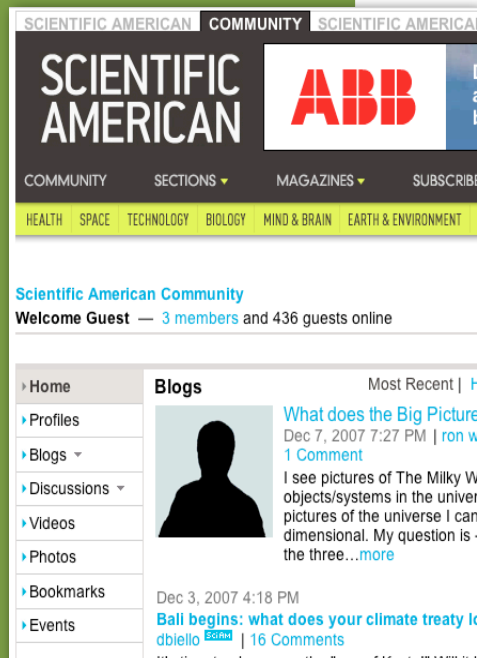 SCIENTIFIC AMERICAN COMMUNITY SCIENTIFIC
SCIENTIFIC
AMERICAN
ABB
COMMUNITY SECTIONS MAGAZINES
HEALTH SPACE TECHNOLOGY BIOLOGY MIND & BRAIN EARTH & ENVIRONMENT
Scientific American Community
Welcome Guest — 3 members and 436 guests online
Home
Profiles
Blogs
Discussions
Videos
Photos
Bookmarks
Events
Blogs
Most Recent |
What does the Big Picture
Dec 7, 2007 7:27 PM | ron
1 Comment
I see pictures of The Milky
objects/systems in the
pictures of the universe I can
dimensional. My question is -
the three…more
Dec 3, 2007 4:18 PM
Bali begins: what does your climate treaty
dbiello SciAm | 16 Comments